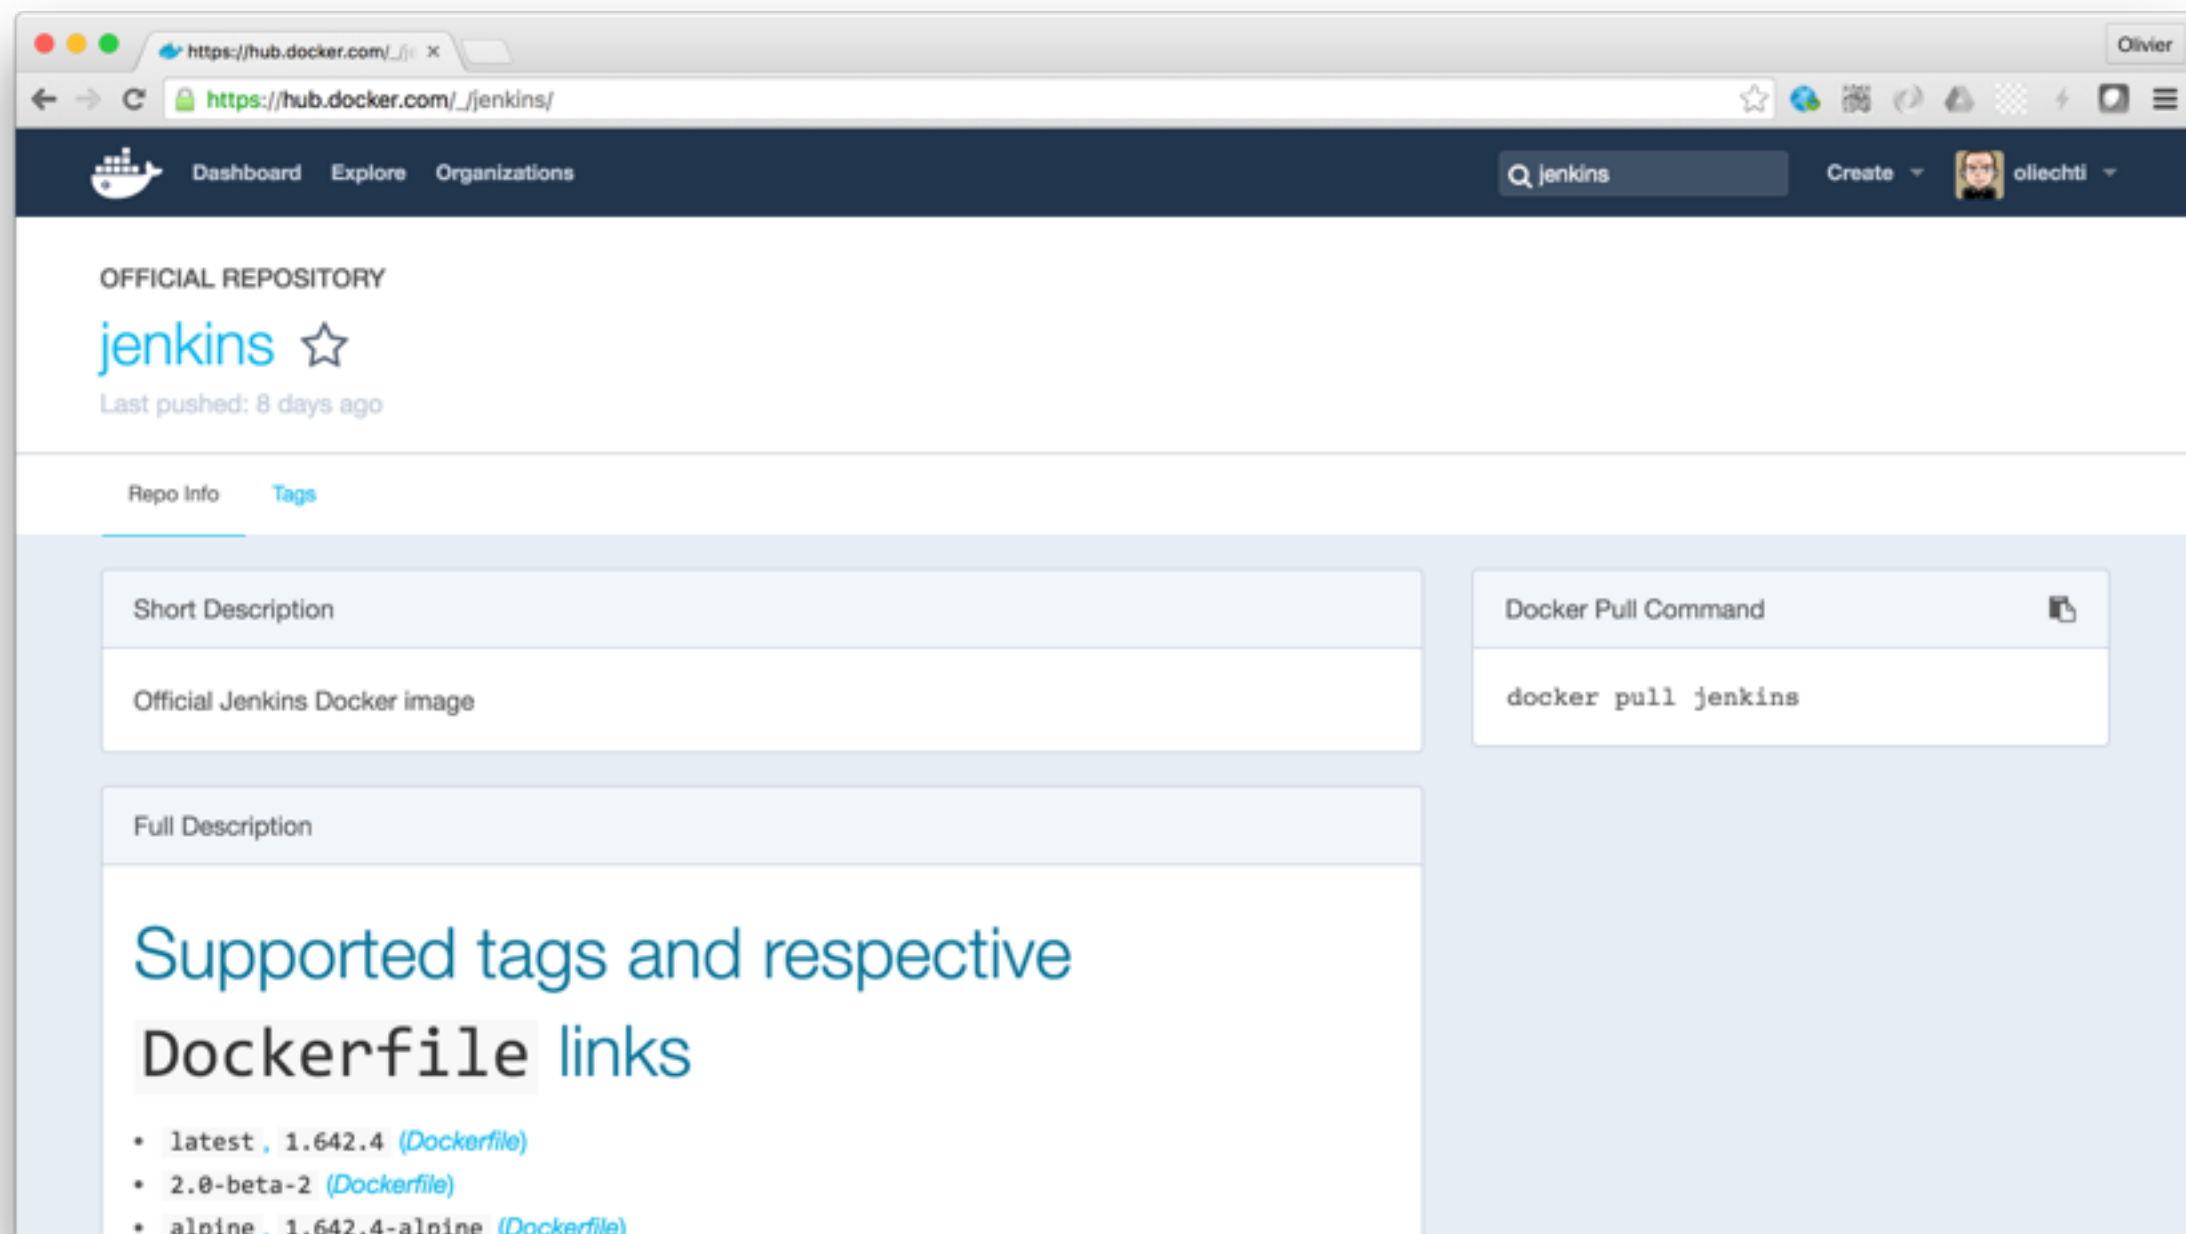 https://hub.docker.com/_/je
Olivier
https://hub.docker.com/_/jenkins/
Dashboard Explore Organizations jenkins Create oliechti
OFFICIAL REPOSITORY
jenkins
Last pushed: 8 days ago
Repo Info Tags
Short Description
Official Jenkins Docker image
Docker Pull Command
docker pull jenkins
Full Description
Supported tags and respective
Dockerfile links
• latest, 1.642.4 (Dockerfile)
• 2.0-beta-2 (Dockerfile)
• alpine, 1.642.4-alpine (Dockerfile)